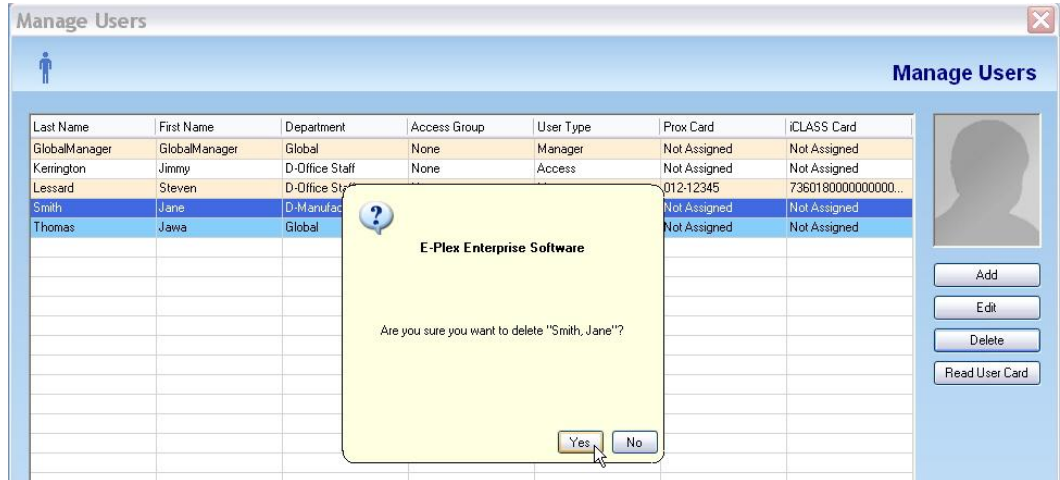 Manage Users
Manage Users
Last Name First Name Department Access Group User Type Prox Card iCLASS Card
GlobalManager GlobalManager Global None Manager Not Assigned Not Assigned
Kerrington Jimmy D-Office Staff None Access Not Assigned Not Assigned
Lessard Steven D-Office 012-12345 7360180000000000...
Smith Jane D-Manufac Not Assigned Not Assigned
Thomas Jawa Global Not Assigned Not Assigned
E-Plex Enterprise Software
Are you sure you want to delete "Smith, Jane"?
Yes No
Add
Edit
Delete
Read User Card